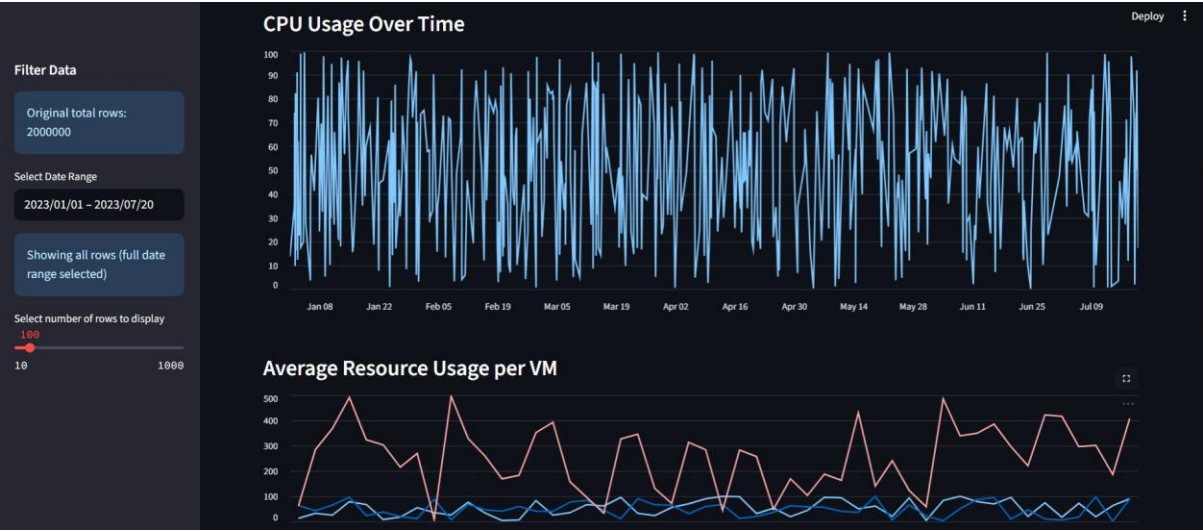 Deploy
Filter Data
Original total rows:
2000000
Select Date Range
2023/01/01 – 2023/07/20
Showing all rows (full date
range selected)
Select number of rows to display
100
10
1000
CPU Usage Over Time
100
90
80
70
60
50
40
30
20
10
0
Jan 08
Jan 22
Feb 05
Feb 19
Mar 05
Mar 19
Apr 02
Apr 16
Apr 30
May 14
May 28
Jun 11
Jun 25
Jul 09
Average Resource Usage per VM
500
400
300
200
100
0